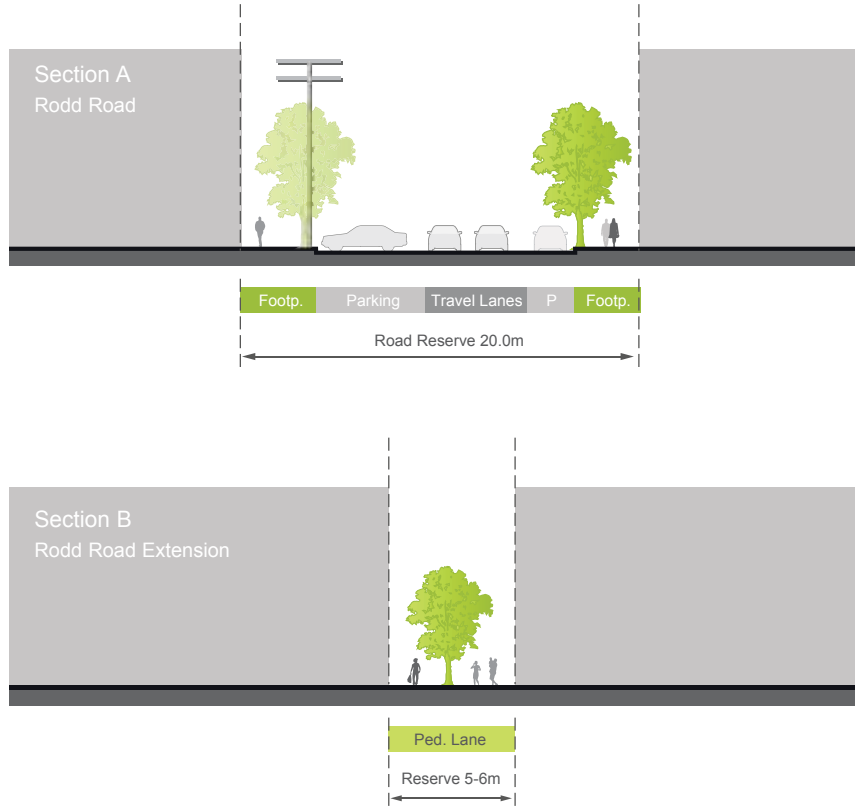 Section A
Rodd Road
Footp. Parking Travel Lanes P Footp.
Road Reserve 20.0m
Section B
Rodd Road Extension
Ped. Lane
Reserve 5-6m